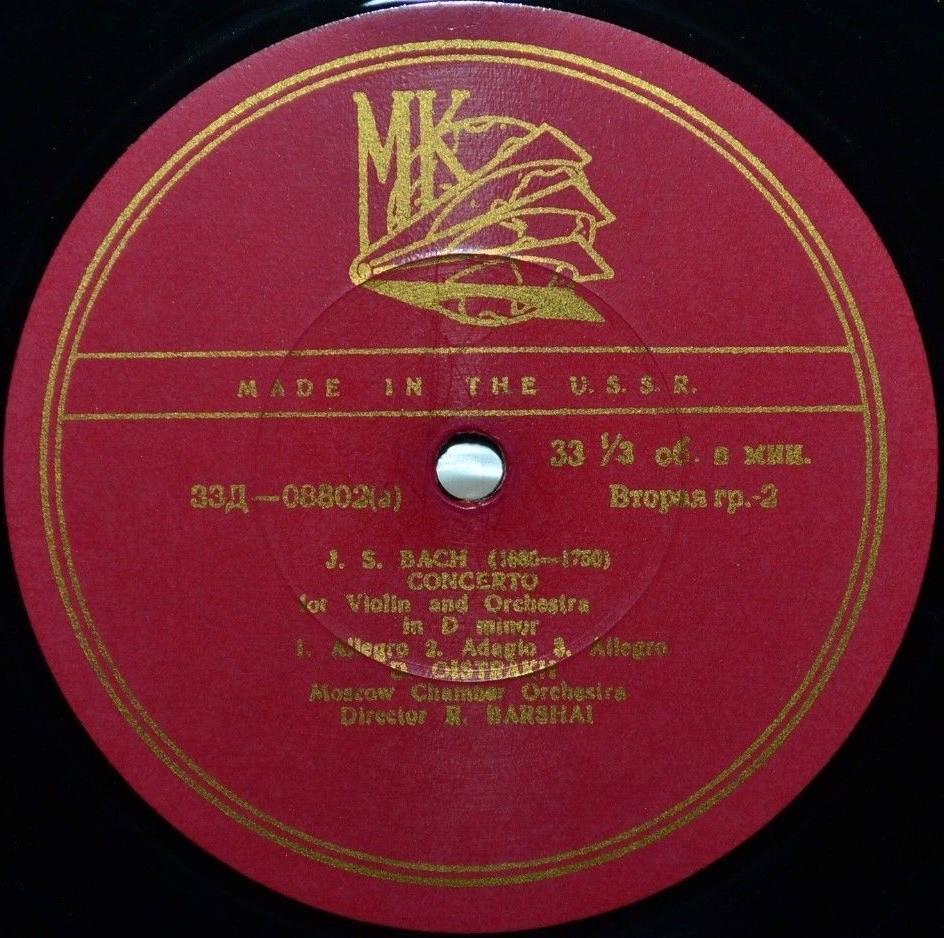 МК
MADE IN THE U.S.S.R.
33 ⅓ об. в мин.
33Д—08802(а)
Вторая гр.-2
J. S. BACH (1685—1750)
CONCERTO
for Violin and Orchestra
in D minor
1. Allegro 2. Adagio 3. Allegro
OISTRAKH
Moscow Chamber Orchestra
Director R. BARSHAI